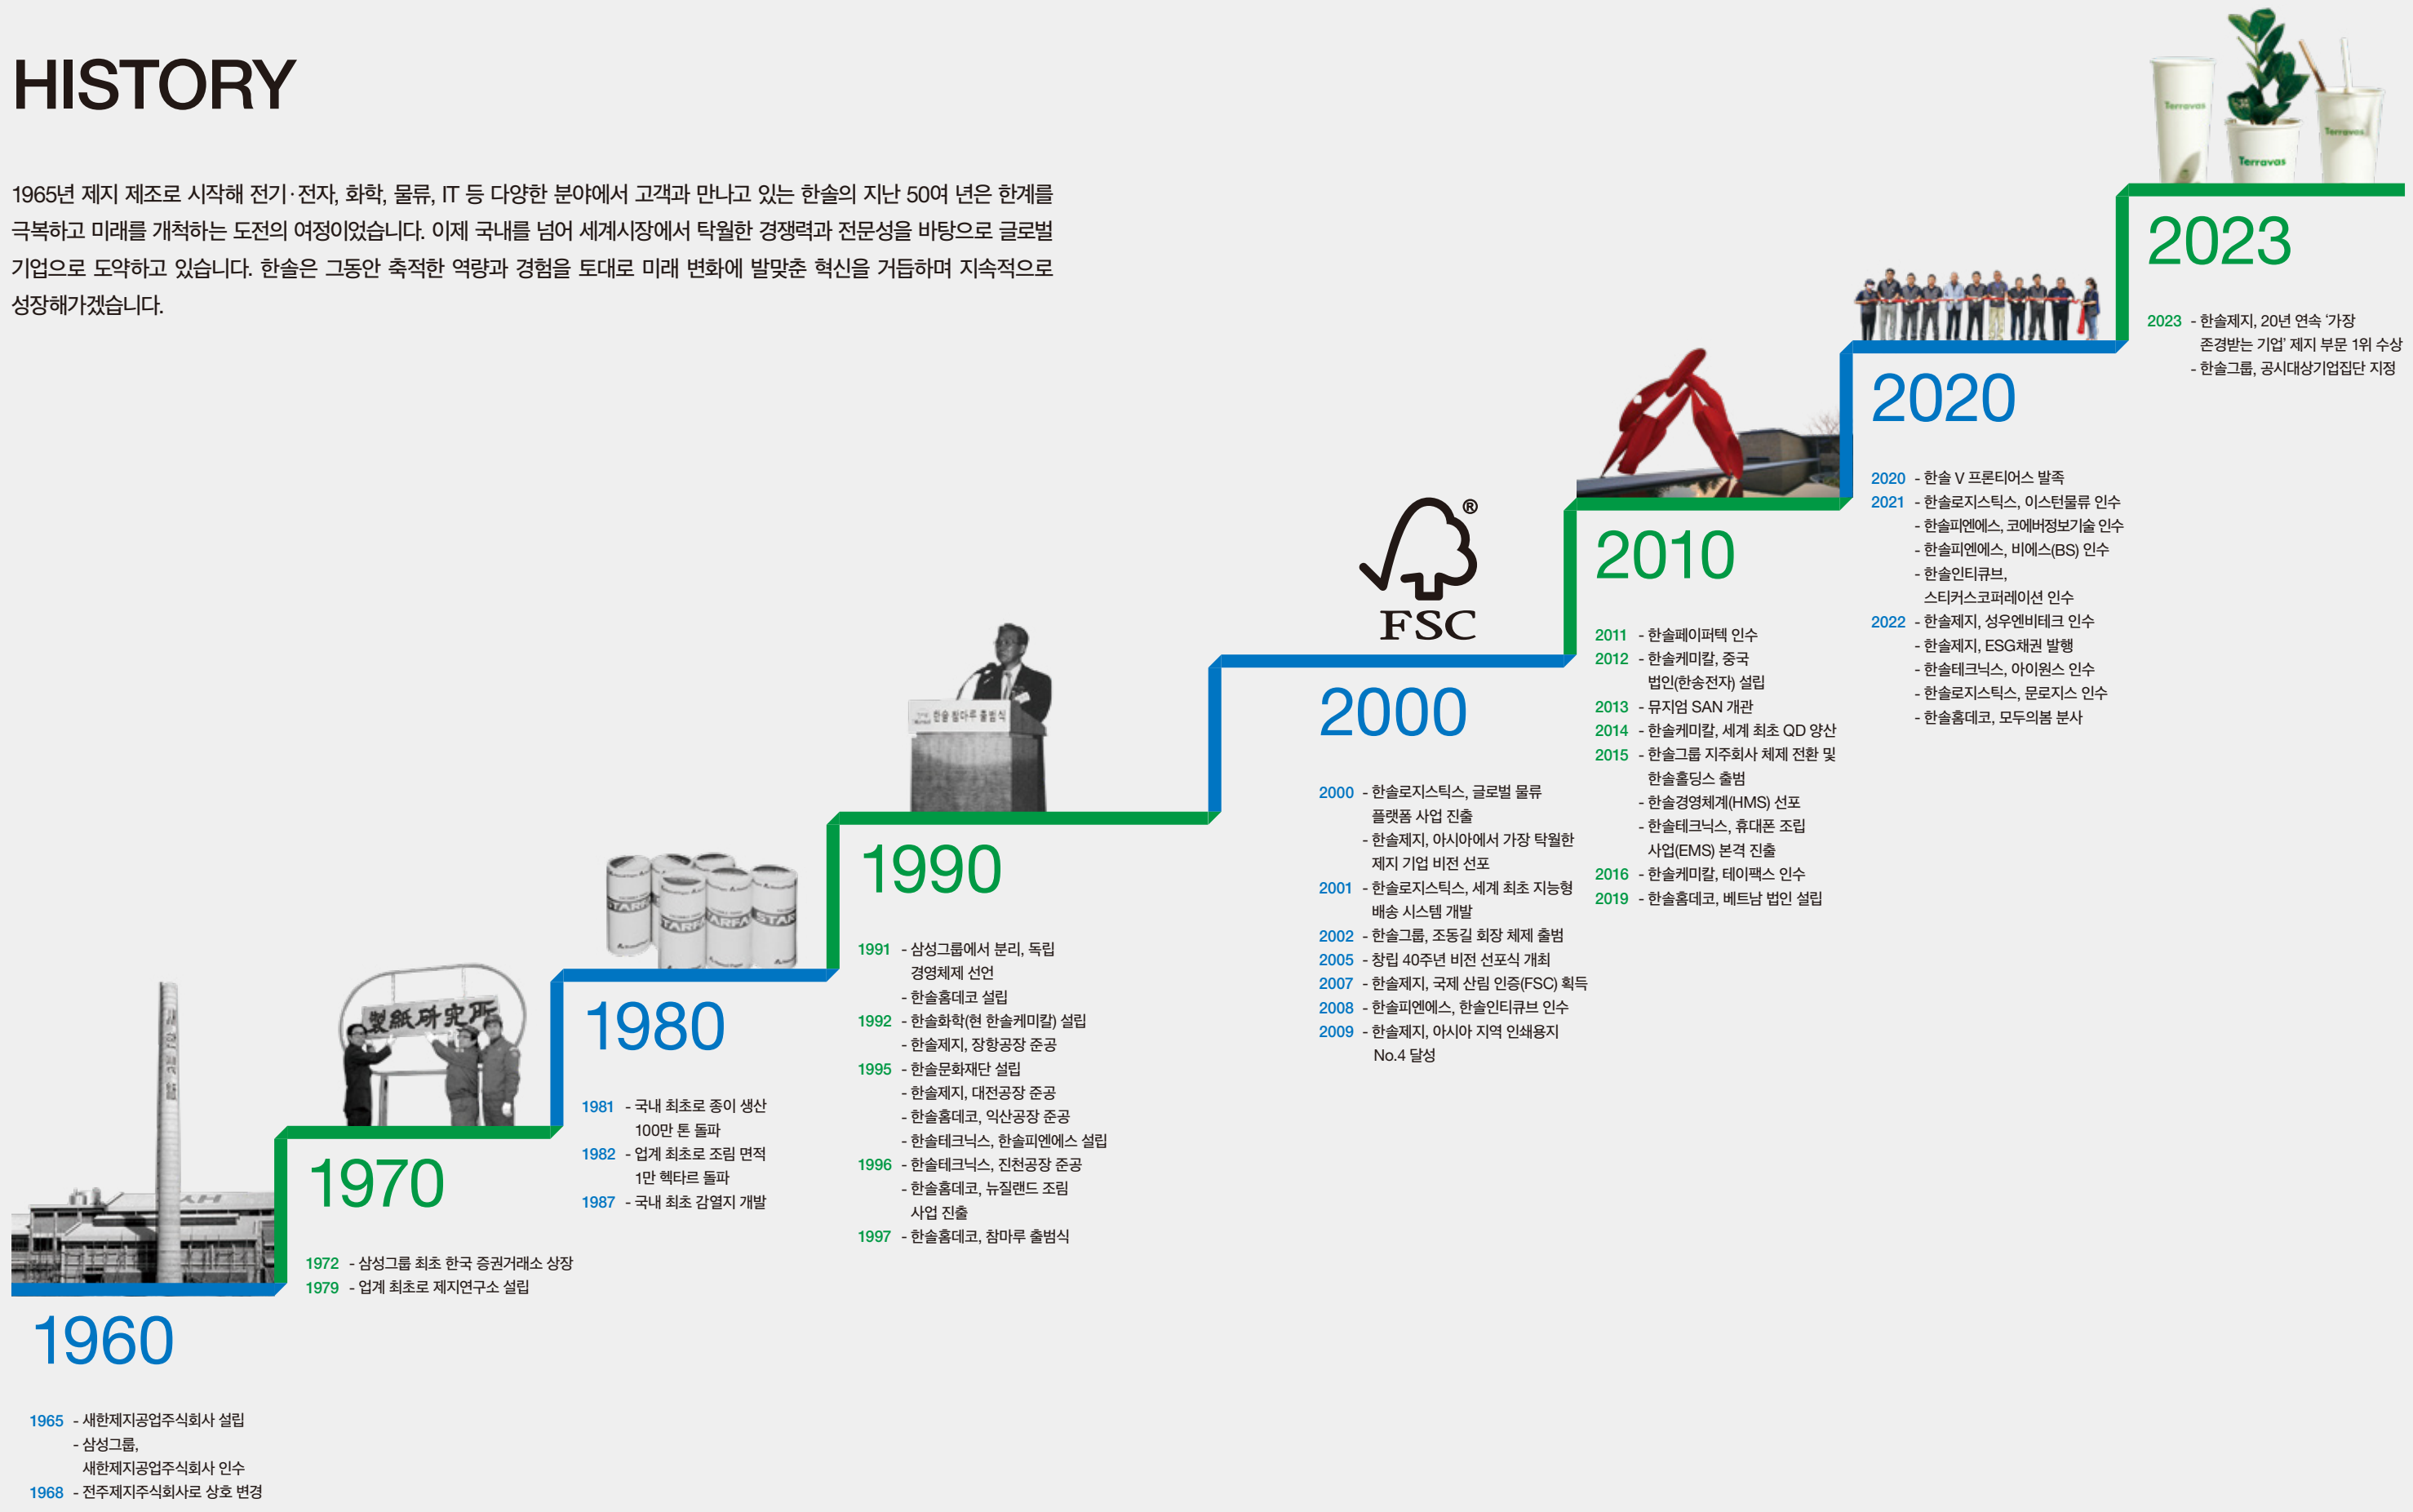 HISTORY
1965년 제지 제조로 시작해 전기·전자, 화학, 물류, IT 등 다양한 분야에서 고객과 만나고 있는 한솔의 지난 50여 년은 한계를
극복하고 미래를 개척하는 도전의 여정이었습니다. 이제 국내를 넘어 세계시장에서 탁월한 경쟁력과 전문성을 바탕으로 글로벌
기업으로 도약하고 있습니다. 한솔은 그동안 축적한 역량과 경험을 토대로 미래 변화에 발맞춘 혁신을 거듭하며 지속적으로
성장해가겠습니다.
1960
1965 - 새한제지공업주식회사 설립
- 삼성그룹,
새한제지공업주식회사 인수
1968 - 전주제지주식회사로 상호 변경
製紙研究所
1970
1972 - 삼성그룹 최초 한국 증권거래소 상장
1979 - 업계 최초로 제지연구소 설립
1980
1981 - 국내 최초로 종이 생산
100만 톤 돌파
1982 - 업계 최초로 조림 면적
1만 헥타르 돌파
1987 - 국내 최초 감열지 개발
한솔 참마루 출범식
1990
1991 - 삼성그룹에서 분리, 독립
경영체제 선언
- 한솔홈데코 설립
1992 - 한솔화학(현 한솔케미칼) 설립
- 한솔제지, 장항공장 준공
1995 - 한솔문화재단 설립
- 한솔제지, 대전공장 준공
- 한솔홈데코, 익산공장 준공
- 한솔테크닉스, 한솔피엔에스 설립
1996 - 한솔테크닉스, 진천공장 준공
- 한솔홈데코, 뉴질랜드 조림
사업 진출
1997 - 한솔홈데코, 참마루 출범식
®
FSC
2000
2000 - 한솔로지스틱스, 글로벌 물류
플랫폼 사업 진출
- 한솔제지, 아시아에서 가장 탁월한
제지 기업 비전 선포
2001 - 한솔로지스틱스, 세계 최초 지능형
배송 시스템 개발
2002 - 한솔그룹, 조동길 회장 체제 출범
2005 - 창립 40주년 비전 선포식 개최
2007 - 한솔제지, 국제 산림 인증(FSC) 획득
2008 - 한솔피엔에스, 한솔인티큐브 인수
2009 - 한솔제지, 아시아 지역 인쇄용지
No.4 달성
2010
2011 - 한솔페이퍼텍 인수
2012 - 한솔케미칼, 중국
법인(한송전자) 설립
2013 - 뮤지엄 SAN 개관
2014 - 한솔케미칼, 세계 최초 QD 양산
2015 - 한솔그룹 지주회사 체제 전환 및
한솔홀딩스 출범
- 한솔경영체계(HMS) 선포
- 한솔테크닉스, 휴대폰 조립
사업(EMS) 본격 진출
2016 - 한솔케미칼, 테이팩스 인수
2019 - 한솔홈데코, 베트남 법인 설립
2020
2020 - 한솔 V 프론티어스 발족
2021 - 한솔로지스틱스, 이스턴물류 인수
- 한솔피엔에스, 코에버정보기술 인수
- 한솔피엔에스, 비에스(BS) 인수
- 한솔인티큐브,
스티커스코퍼레이션 인수
2022 - 한솔제지, 성우엔비테크 인수
- 한솔제지, ESG채권 발행
- 한솔테크닉스, 아이원스 인수
- 한솔로지스틱스, 문로지스 인수
- 한솔홈데코, 모두의봄 분사
Terravas
Terravas
Terravas
2023
2023 - 한솔제지, 20년 연속 ‘가장
존경받는 기업’ 제지 부문 1위 수상
- 한솔그룹, 공시대상기업집단 지정